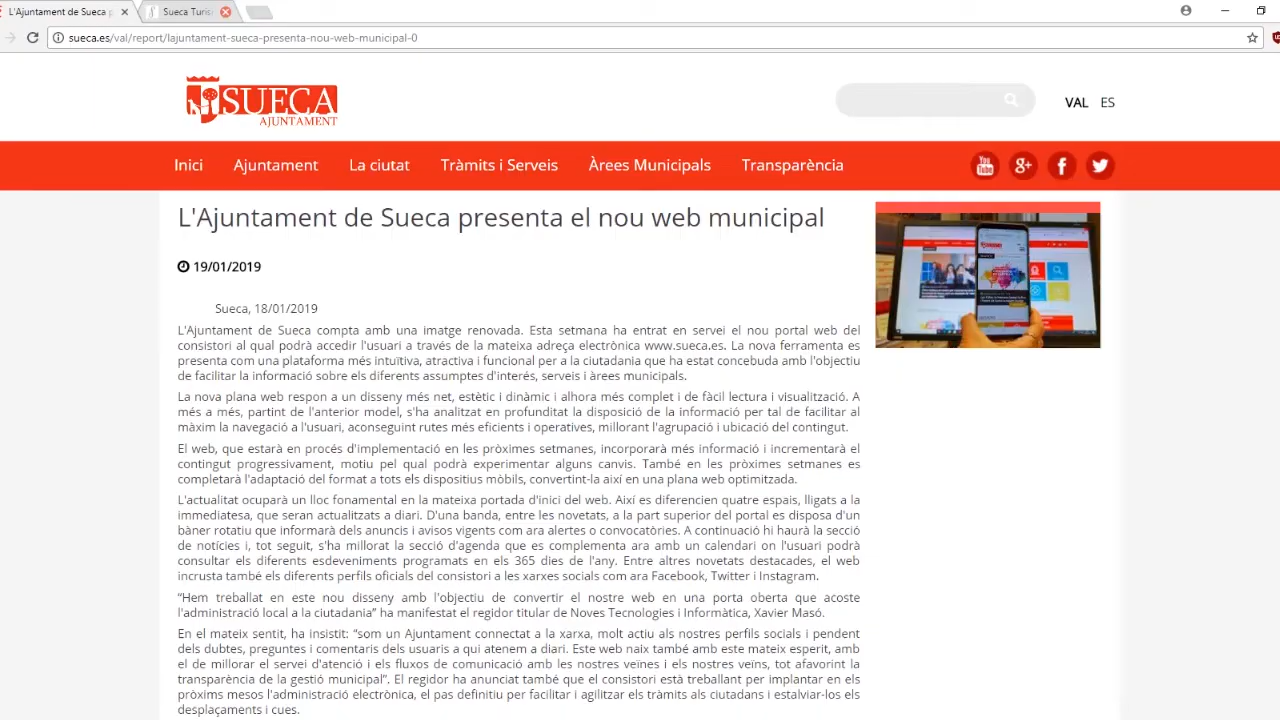 L'Ajuntament de Sueca p
Sueca Turis
sueca.es/val/report/lajuntament-sueca-presenta-nou-web-municipal-0
SUECA
AJUNTAMENT
VAL ES
Inici Ajuntament La ciutat Tràmits i Serveis Àrees Municipals Transparència
You Tube g+ f
L'Ajuntament de Sueca presenta el nou web municipal
19/01/2019
Sueca, 18/01/2019
L'Ajuntament de Sueca compta amb una imatge renovada. Esta setmana ha entrat en servei el nou portal web del
consistori al qual podrà accedir l'usuari a través de la mateixa adreça electrònica www.sueca.es. La nova ferramenta es
presenta com una plataforma més intuïtiva, atractiva i funcional per a la ciutadania que ha estat concebuda amb l'objectiu
de facilitar la informació sobre els diferents assumptes d'interés, serveis i àrees municipals.
La nova plana web respon a un disseny més net, estètic i dinàmic i alhora més complet i de fàcil lectura i visualització. A
més a més, partint de l'anterior model, s'ha analitzat en profunditat la disposició de la informació per tal de facilitar al
màxim la navegació a l'usuari, aconseguint rutes més eficients i operatives, millorant l'agrupació i ubicació del contingut.
El web, que estarà en procés d'implementació en les pròximes setmanes, incorporarà més informació i incrementarà el
contingut progressivament, motiu pel qual podrà experimentar alguns canvis. També en les pròximes setmanes es
completarà l'adaptació del format a tots els dispositius mòbils, convertint-la així en una plana web optimitzada.
L'actualitat ocuparà un lloc fonamental en la mateixa portada d'inici del web. Així es diferencien quatre espais, lligats a la
immediatesa, que seran actualitzats a diari. D'una banda, entre les novetats, a la part superior del portal es disposa d'un
bàner rotatiu que informarà dels anuncis i avisos vigents com ara alertes o convocatòries. A continuació hi haurà la secció
de notícies i, tot seguit, s'ha millorat la secció d'agenda que es complementa ara amb un calendari on l'usuari podrà
consultar els diferents esdeveniments programats en els 365 dies de l'any. Entre altres novetats destacades, el web
incrusta també els diferents perfils oficials del consistori a les xarxes socials com ara Facebook, Twitter i Instagram.
“Hem treballat en este nou disseny amb l'objectiu de convertir el nostre web en una porta oberta que acoste
l'administració local a la ciutadania” ha manifestat el regidor titular de Noves Tecnologies i Informàtica, Xavier Masó.
En el mateix sentit, ha insistit: “som un Ajuntament connectat a la xarxa, molt actiu als nostres perfils socials i pendent
dels dubtes, preguntes i comentaris dels usuaris a qui atenem a diari. Este web naix també amb este mateix esperit, amb
el de millorar el servei d'atenció i els fluxos de comunicació amb les nostres veïnes i els nostres veïns, tot afavorint la
transparència de la gestió municipal”. El regidor ha anunciat també que el consistori està treballant per implantar en els
pròxims mesos l'administració electrònica, el pas definitiu per facilitar i agilitzar els tràmits als ciutadans i estalviar-los els
desplaçaments i cues.